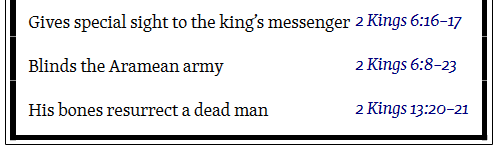 Gives special sight to the king’s messenger 2 Kings 6:16–17
Blinds the Aramean army 2 Kings 6:8–23
His bones resurrect a dead man 2 Kings 13:20–21